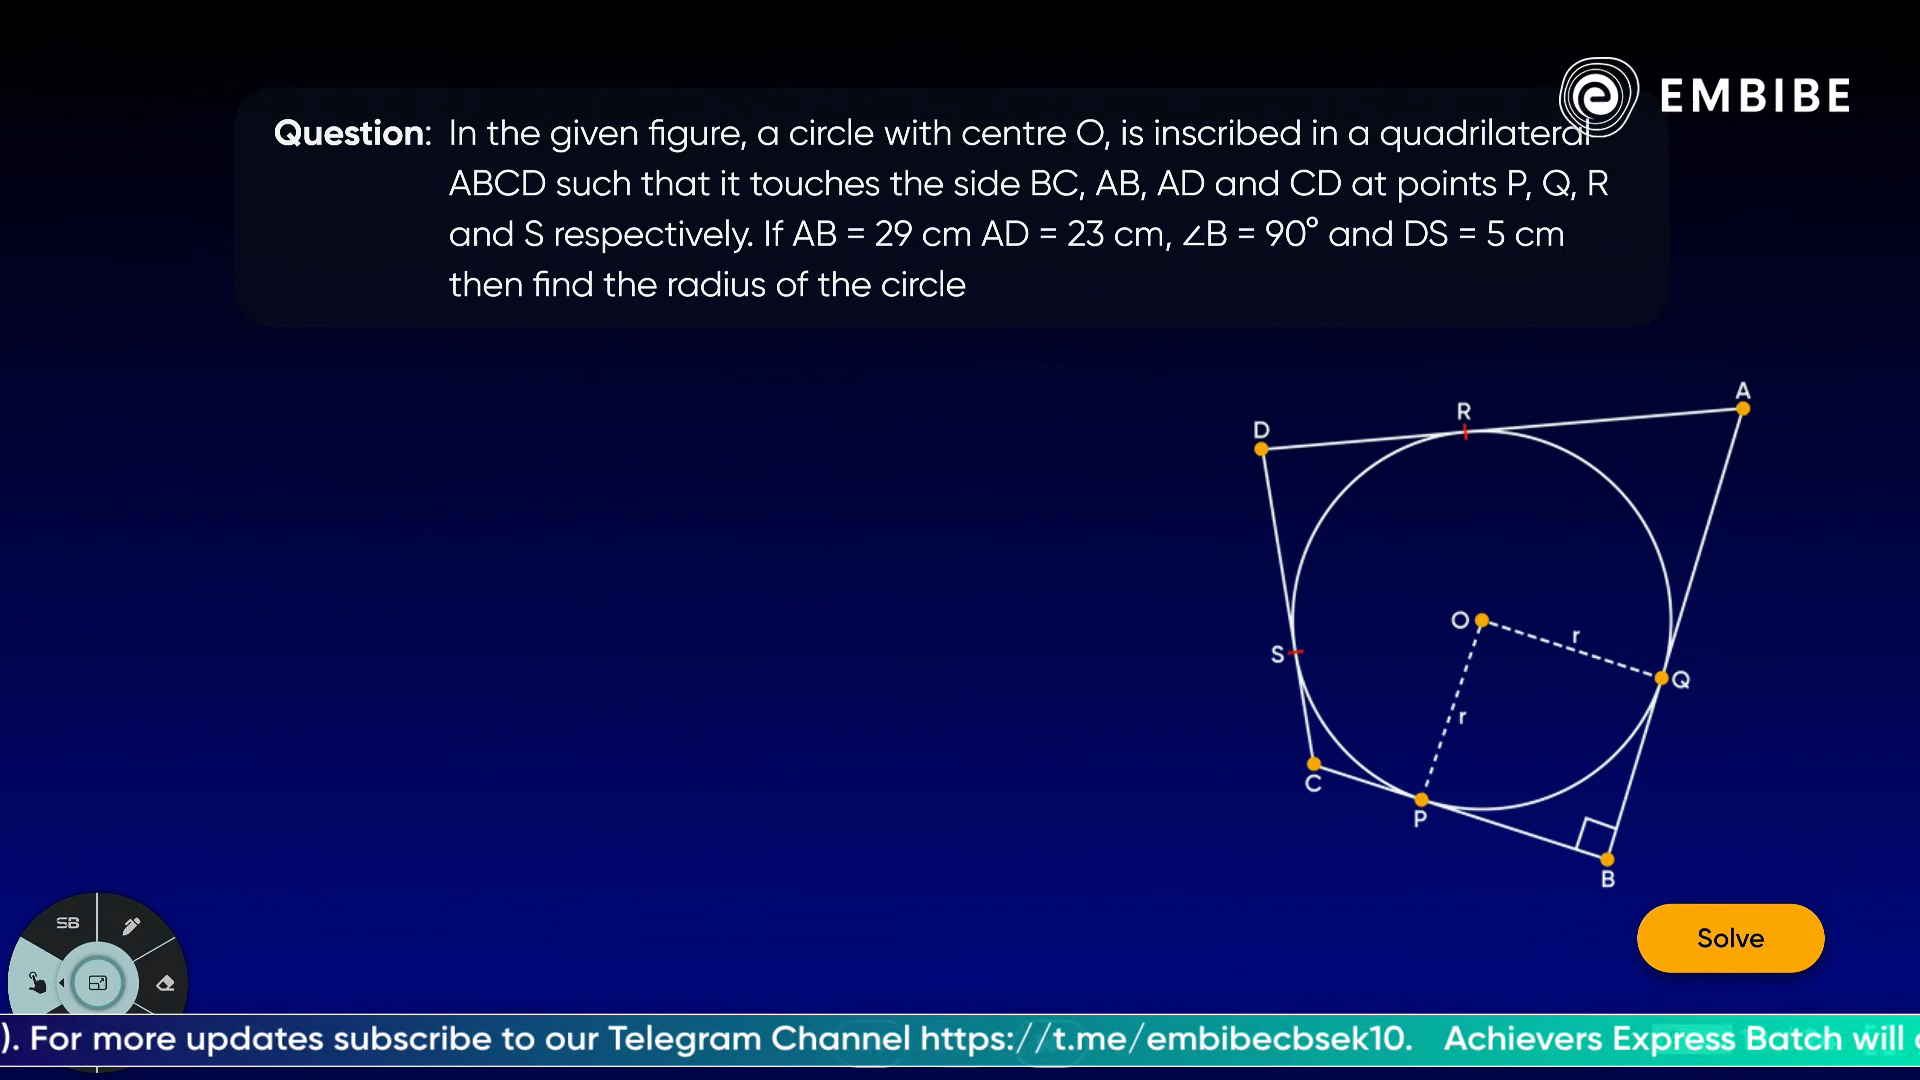 EMBIBE
Question: In the given figure, a circle with centre O, is inscribed in a quadrilateral
ABCD such that it touches the side BC, AB, AD and CD at points P, Q, R
and S respectively. If AB = 29 cm AD = 23 cm, ∠B = 90° and DS = 5 cm
then find the radius of the circle
A
R
D
O
r
S
Q
r
C
P
B
SB
Solve
). For more updates subscribe to our Telegram Channel https://t.me/embibecbsek10. Achievers Express Batch will